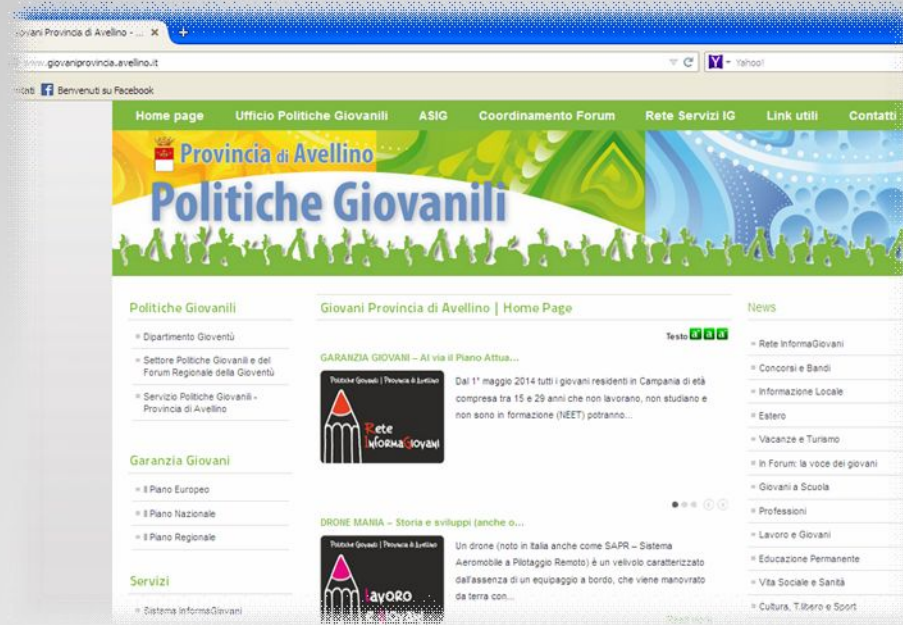 Giovani Provincia di Avellino - ...
www.giovaniprovincia.avellino.it
Yahoo!
Benvenuti su Facebook
Home page Ufficio Politiche Giovanili ASIG Coordinamento Forum Rete Servizi IG Link utili Contatti
Provincia di Avellino
Politiche Giovanili
Politiche Giovanili
Dipartimento Gioventù
Settore Politiche Giovanili e del
Forum Regionale della Gioventù
Servizio Politiche Giovanili -
Provincia di Avellino
Garanzia Giovani
Il Piano Europeo
Il Piano Nazionale
Il Piano Regionale
Servizi
Sistema InformaGiovani
Giovani Provincia di Avellino | Home Page
Testo a a a
GARANZIA GIOVANI – Al via il Piano Attua...
Politiche Giovanili | Provincia di Avellino
Rete
InformaGiovani
Dal 1° maggio 2014 tutti i giovani residenti in Campania di età
compresa tra 15 e 29 anni che non lavorano, non studiano e
non sono in formazione (NEET) potranno...
DRONE MANIA – Storia e sviluppi (anche o...
Politiche Giovanili | Provincia di Avellino
Lavoro
Un drone (noto in Italia anche come SAPR – Sistema
Aeromobile a Pilotaggio Remoto) è un velivolo caratterizzato
dall'assenza di un equipaggio a bordo, che viene manovrato
da terra con...
Read more
News
Rete InformaGiovani
Concorsi e Bandi
Informazione Locale
Estero
Vacanze e Turismo
In Forum: la voce dei giovani
Giovani a Scuola
Professioni
Lavoro e Giovani
Educazione Permanente
Vita Sociale e Sanità
Cultura, T.libero e Sport